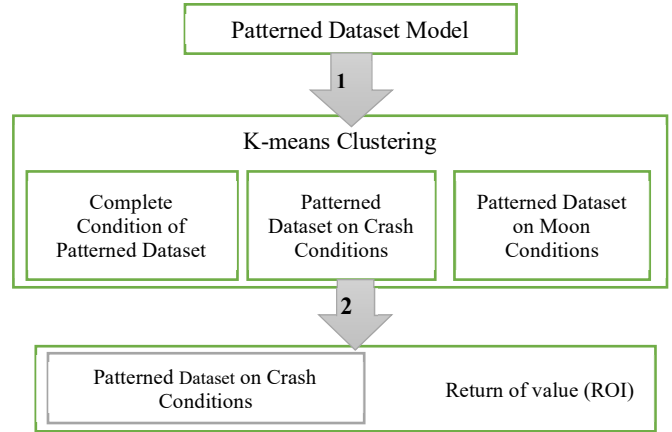 Patterned Dataset Model
1
K-means Clustering
Complete
Condition of
Patterned Dataset
Patterned
Dataset on Crash
Conditions
Patterned Dataset
on Moon
Conditions
2
Patterned Dataset on Crash
Conditions
Return of value (ROI)